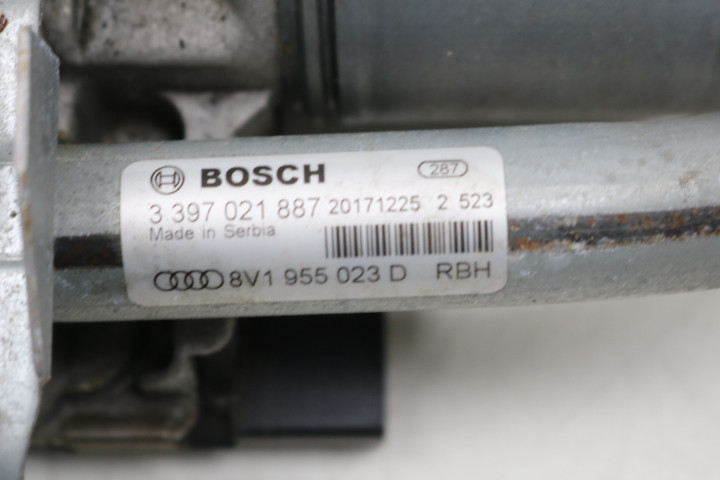 BOSCH 287
3 397 021 887 20171225 2 523
Made in Serbia
8V1 955 023 D RBH